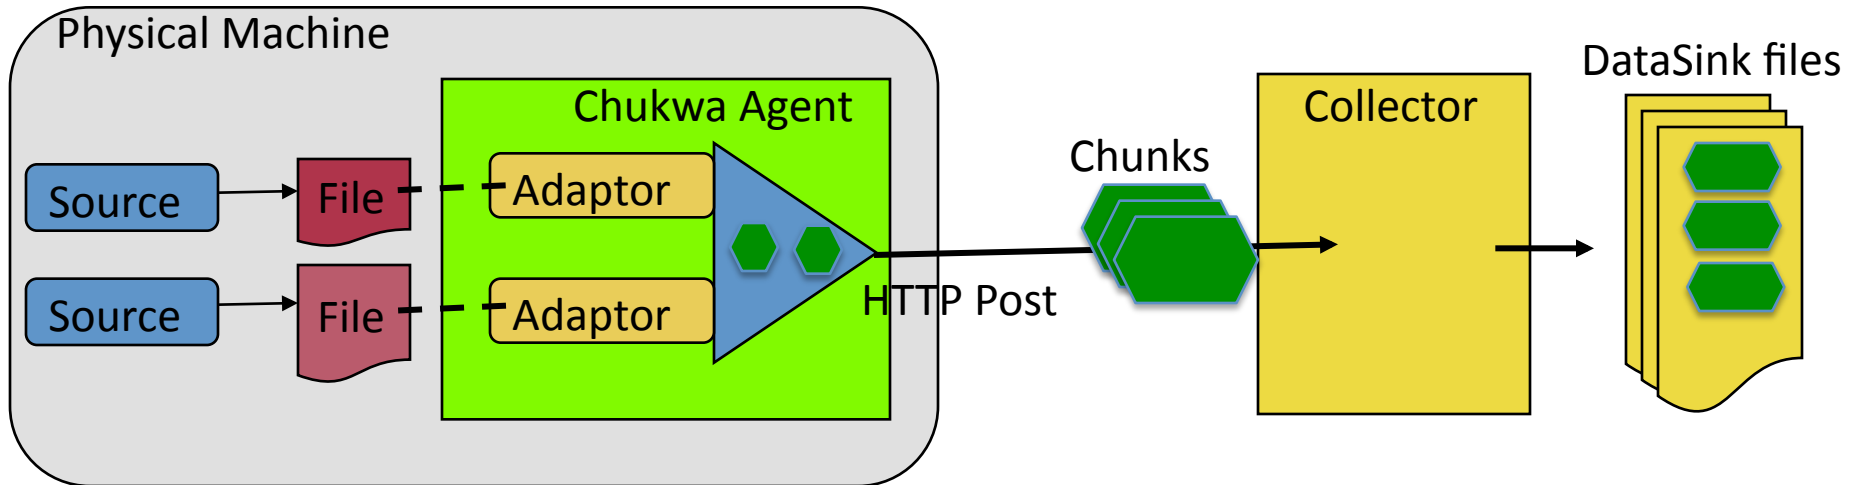 Physical Machine
DataSink files
Chukwa Agent
Collector
Chunks
Source
File
Adaptor
HTTP Post
Source
File
Adaptor